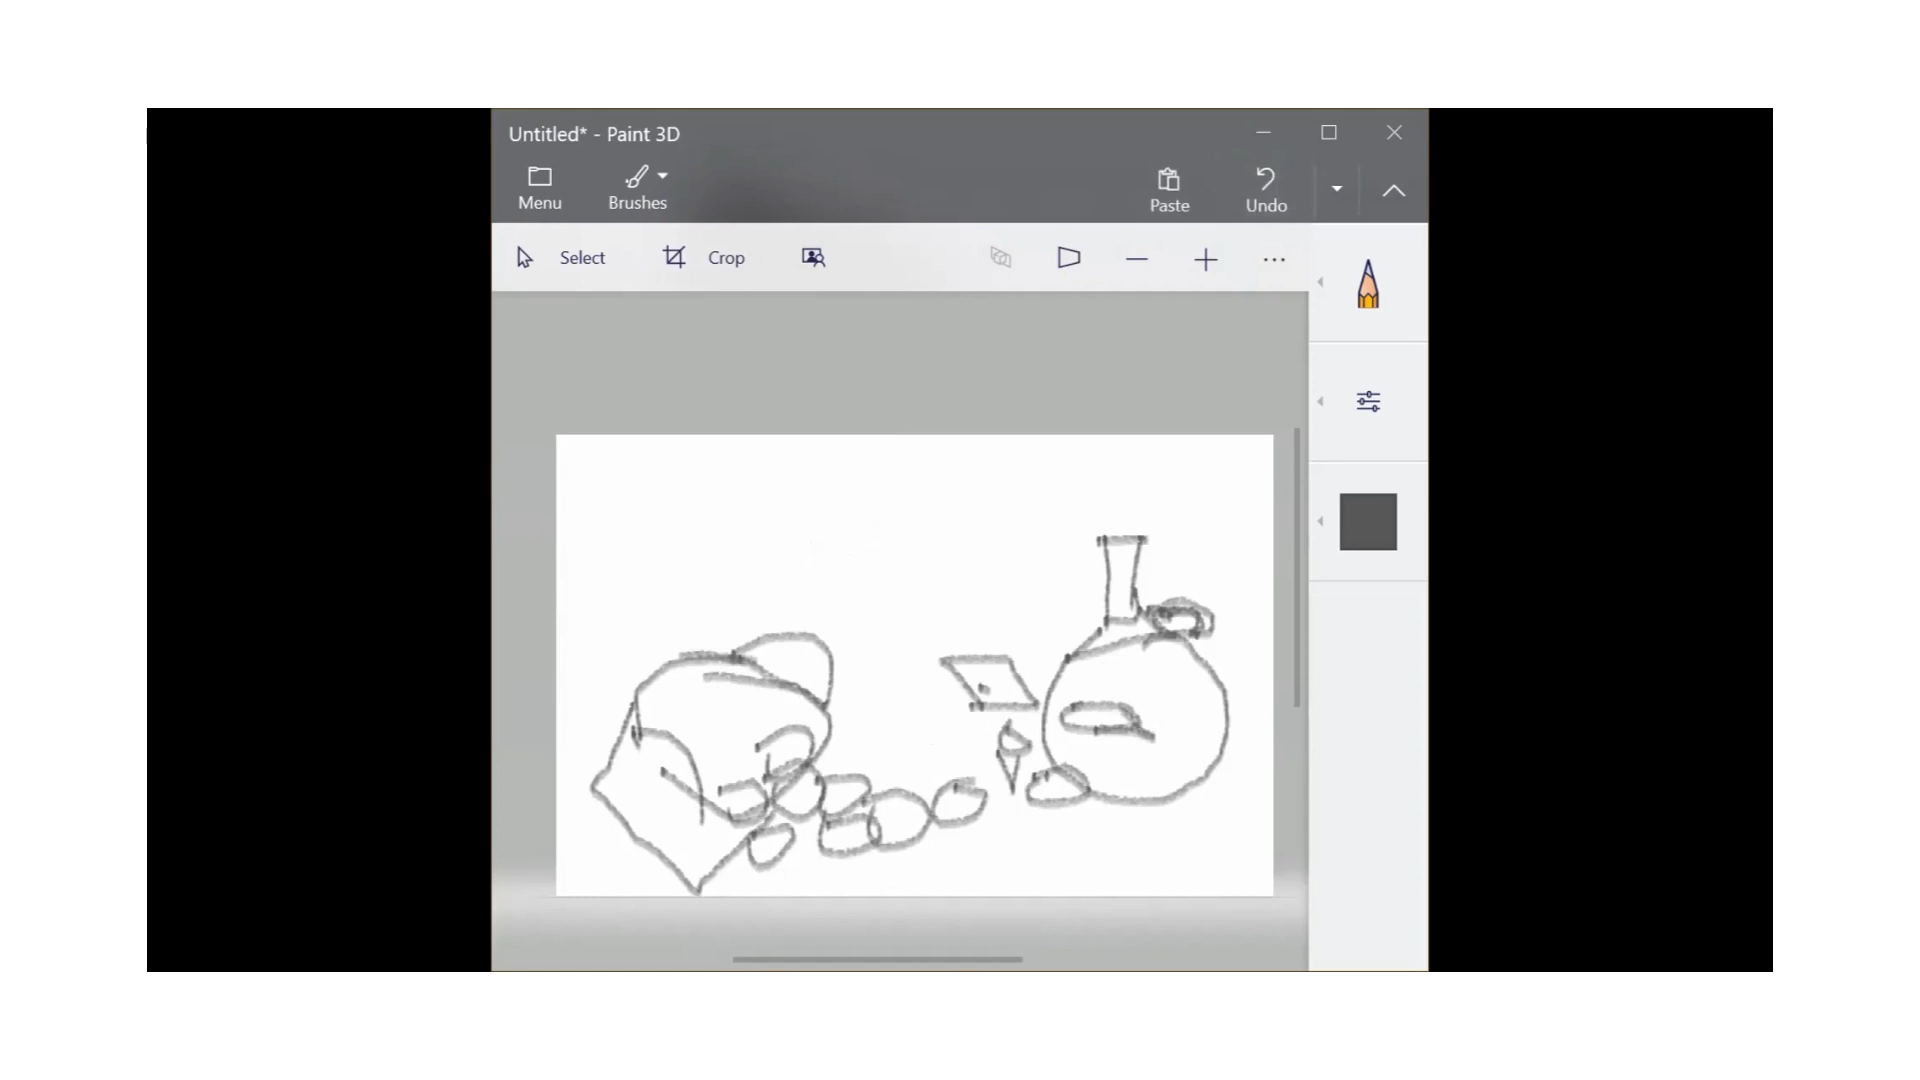 Untitled* - Paint 3D
Menu
Brushes
Paste
Undo
Select
Crop